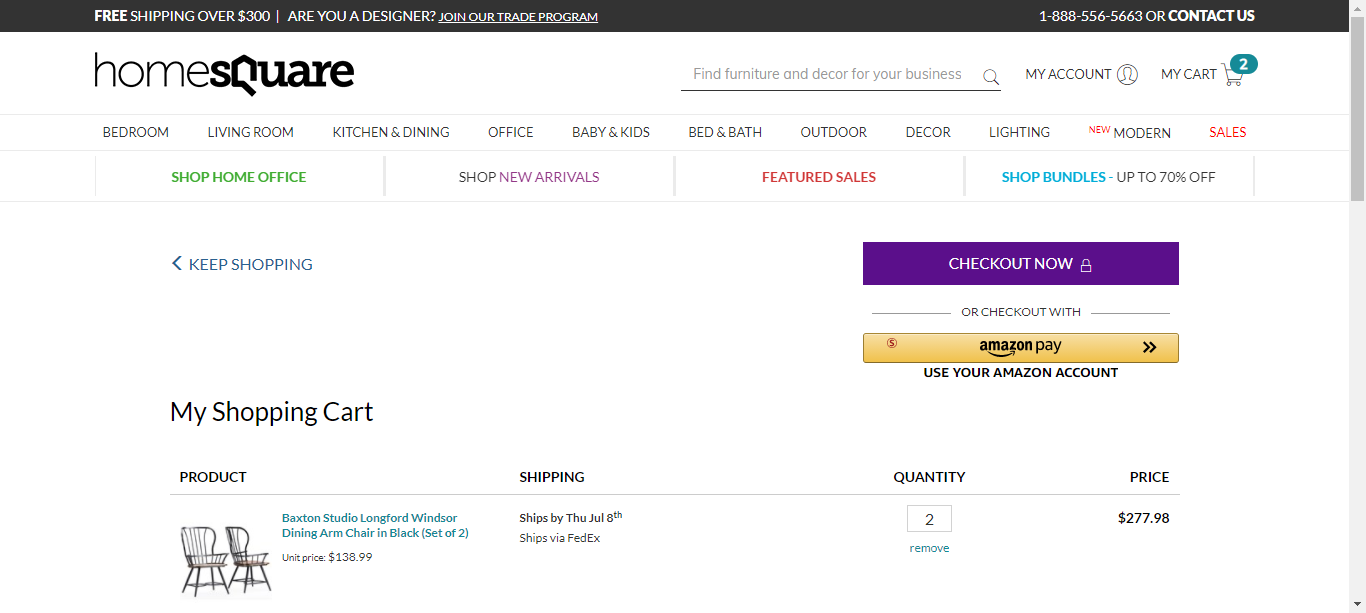 FREE SHIPPING OVER $300 | ARE YOU A DESIGNER? JOIN OUR TRADE PROGRAM
1-888-556-5663 OR CONTACT US
homesquare
Find furniture and decor for your business
MY ACCOUNT
MY CART
2
BEDROOM LIVING ROOM KITCHEN & DINING OFFICE BABY & KIDS BED & BATH OUTDOOR DECOR LIGHTING NEW MODERN SALES
SHOP HOME OFFICE
SHOP NEW ARRIVALS
FEATURED SALES
SHOP BUNDLES - UP TO 70% OFF
KEEP SHOPPING
CHECKOUT NOW
OR CHECKOUT WITH
S amazon pay
USE YOUR AMAZON ACCOUNT
My Shopping Cart
PRODUCT SHIPPING QUANTITY PRICE
Baxton Studio Longford Windsor
Dining Arm Chair in Black (Set of 2)
Unit price: $138.99
Ships by Thu Jul 8th
Ships via FedEx
2
remove
$277.98